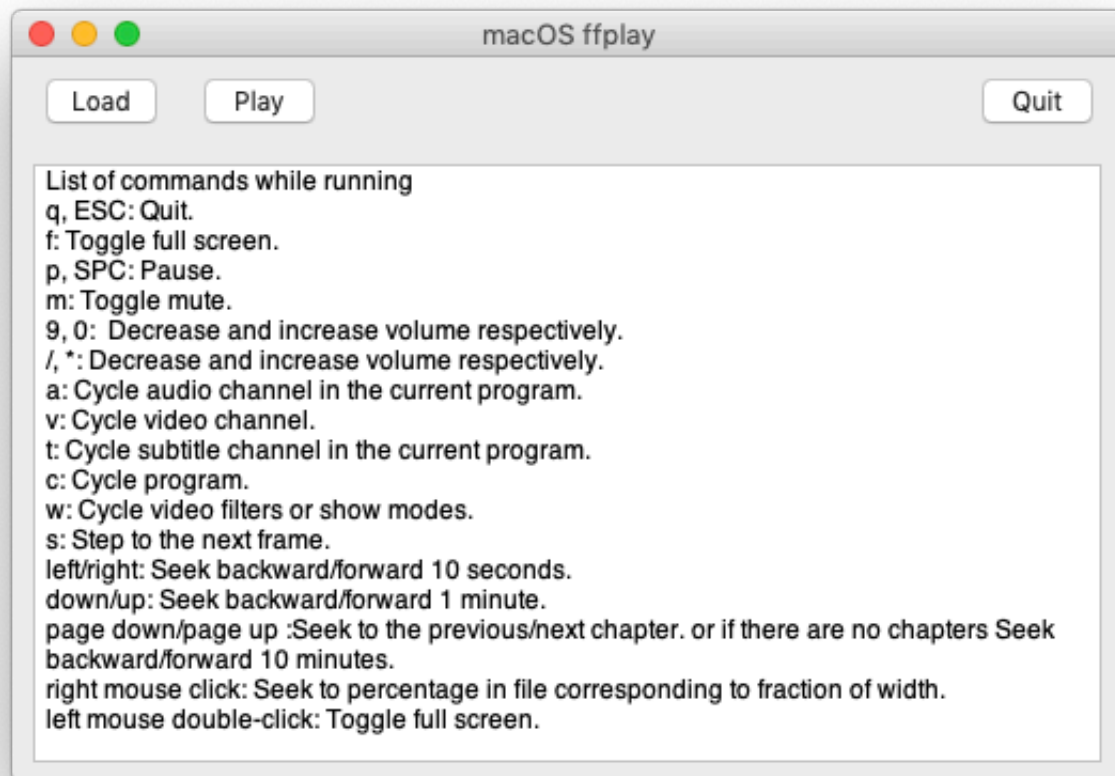 macOS ffplay
Load Play Quit
List of commands while running
q, ESC: Quit.
f: Toggle full screen.
p, SPC: Pause.
m: Toggle mute.
9, 0:  Decrease and increase volume respectively.
/, *: Decrease and increase volume respectively.
a: Cycle audio channel in the current program.
v: Cycle video channel.
t: Cycle subtitle channel in the current program.
c: Cycle program.
w: Cycle video filters or show modes.
s: Step to the next frame.
left/right: Seek backward/forward 10 seconds.
down/up: Seek backward/forward 1 minute.
page down/page up :Seek to the previous/next chapter. or if there are no chapters Seek
backward/forward 10 minutes.
right mouse click: Seek to percentage in file corresponding to fraction of width.
left mouse double-click: Toggle full screen.